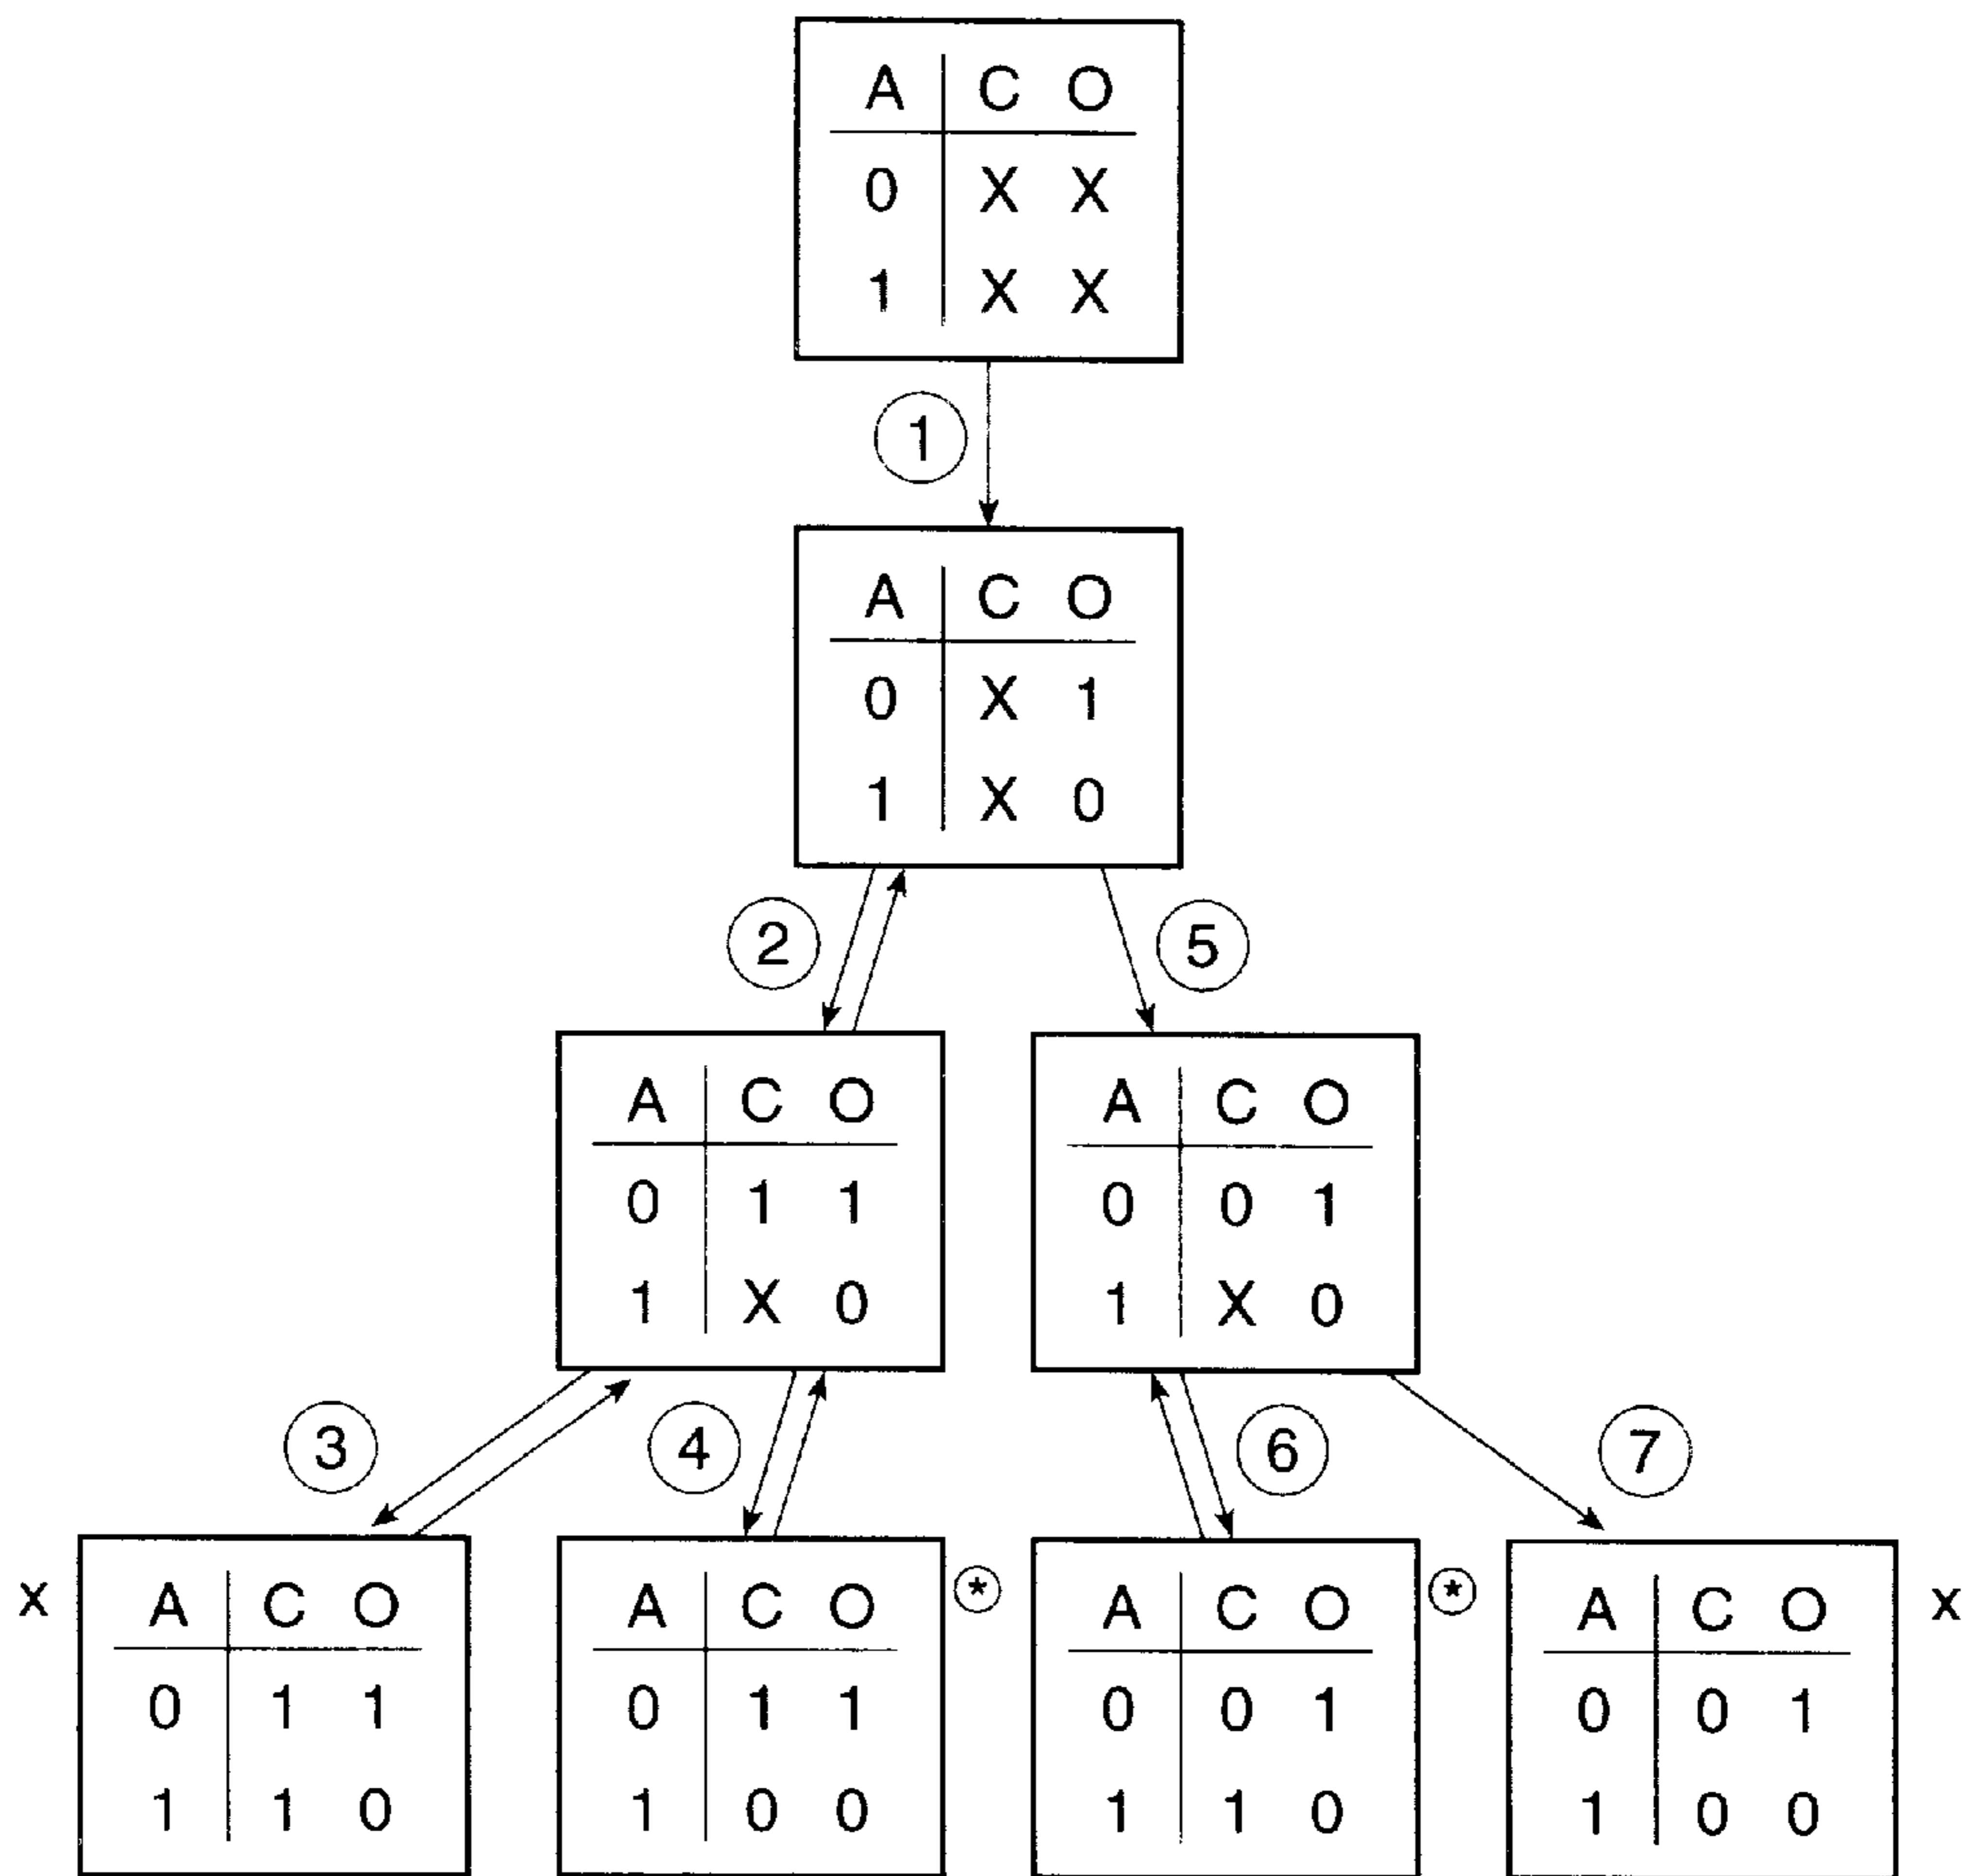 A C O
0 X X
1 X X
1
A C O
0 X 1
1 X 0
2 5
A C O A C O
0 1 1 0 0 1
1 X 0 1 X 0
3 4 6 7
x A C O A C O * A C O * A C O x
0 1 1 0 1 1 0 0 1 0 0 1
1 1 0 1 0 0 1 1 0 1 0 0